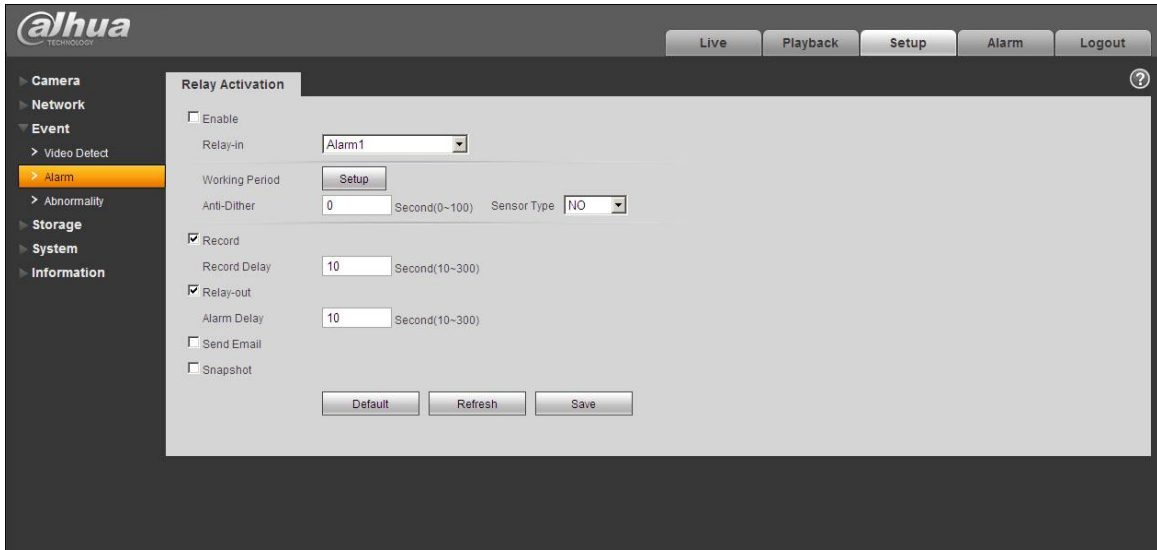 alhua
TECHNOLOGY
Live Playback Setup Alarm Logout
Camera
Network
Event
> Video Detect
> Alarm
> Abnormality
Storage
System
Information
Relay Activation
?
Enable
Relay-in Alarm1
Working Period Setup
Anti-Dither 0 Second(0~100) Sensor Type NO
Record
Record Delay 10 Second(10~300)
Relay-out
Alarm Delay 10 Second(10~300)
Send Email
Snapshot
Default Refresh Save